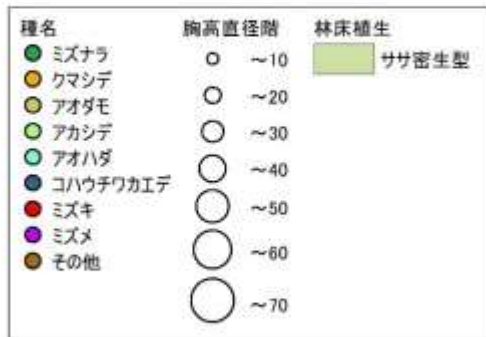 種名
ミズナラ
クマシデ
アオダモ
アカシデ
アオハダ
コハウチワカエデ
ミズキ
ミズメ
その他
胸高直径階
～10
～20
～30
～40
～50
～60
～70
林床植生
ササ密生型